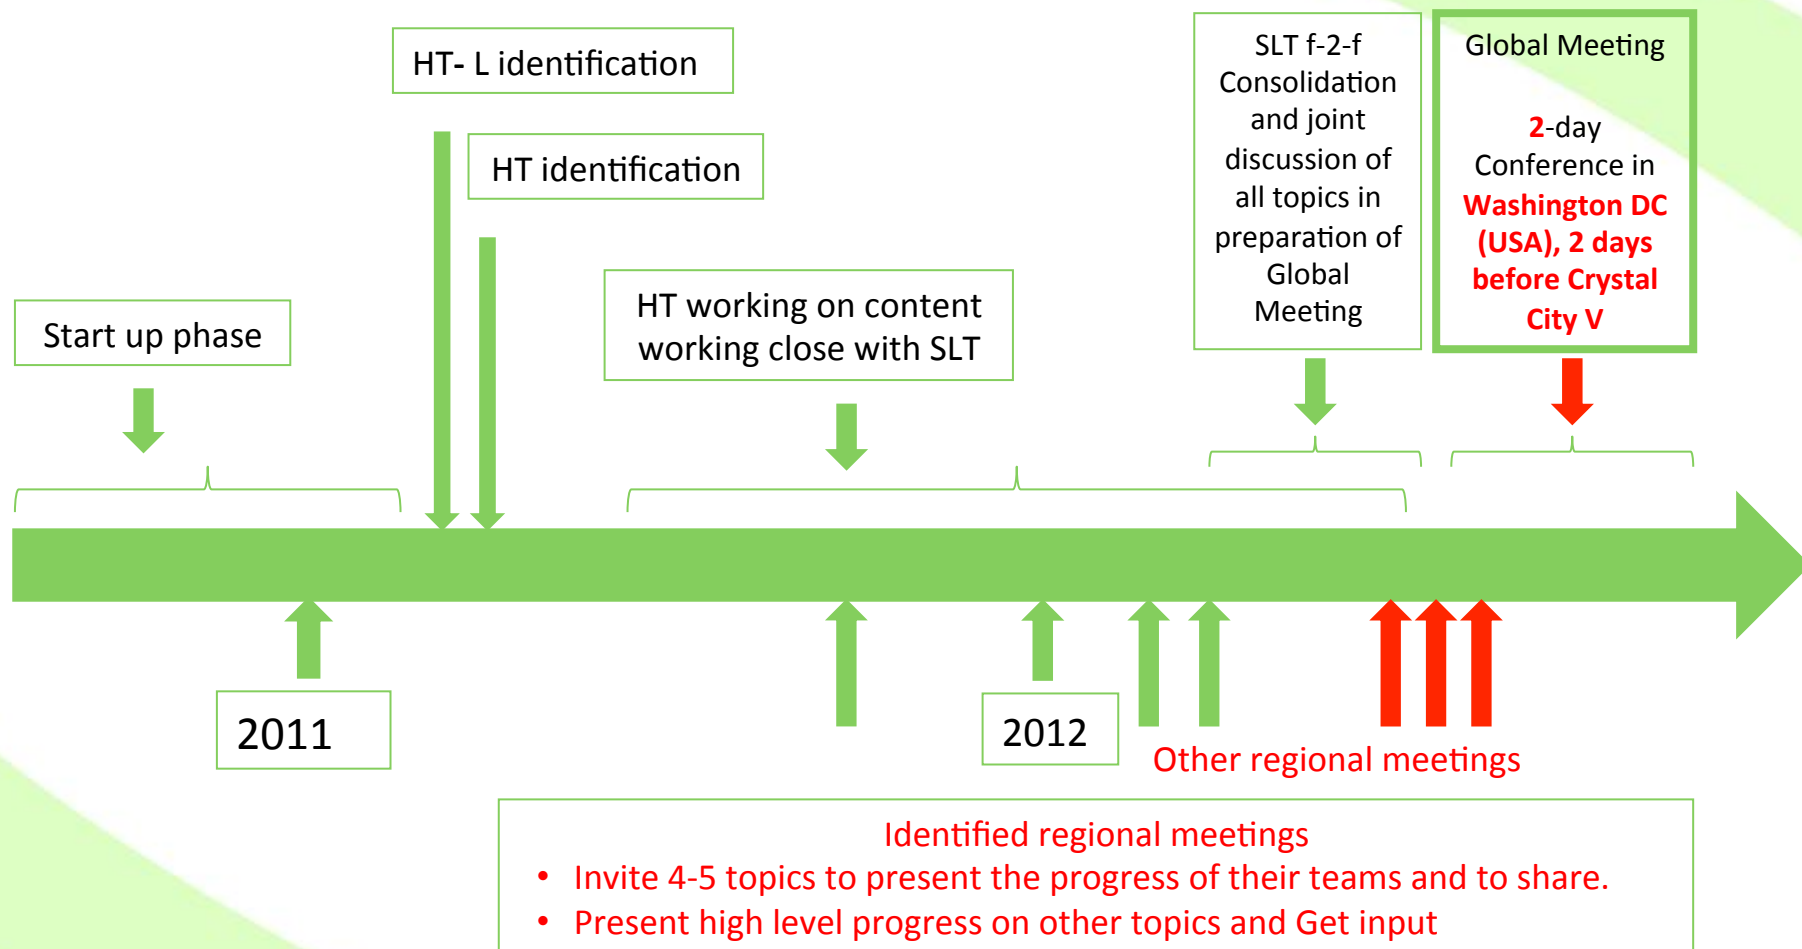 HT- L identification
HT identification
Start up phase
HT working on content
working close with SLT
SLT f-2-f
Consolidation
and joint
discussion of
all topics in
preparation of
Global
Meeting
Global Meeting
2-day
Conference in
Washington DC
(USA), 2 days
before Crystal
City V
2011
2012
Other regional meetings
Identified regional meetings
• Invite 4-5 topics to present the progress of their teams and to share.
• Present high level progress on other topics and Get input